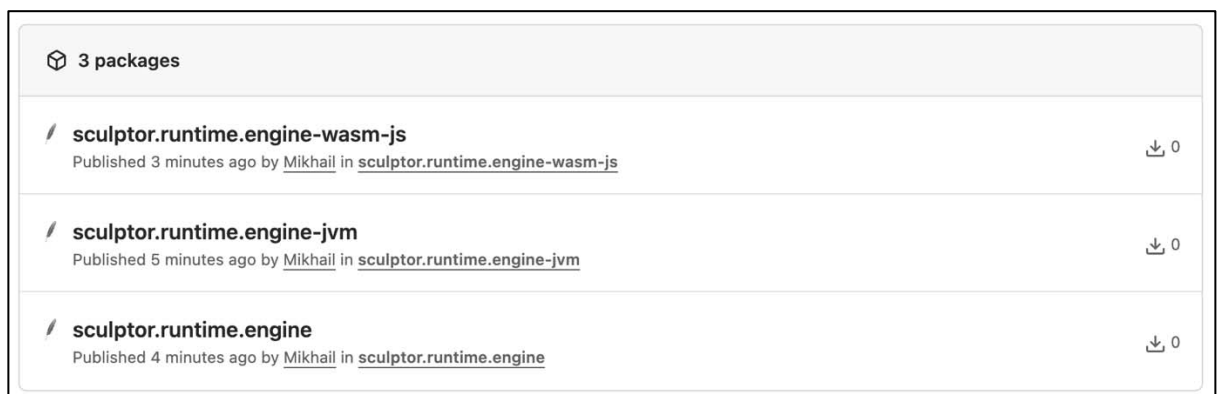 3 packages
sculptor.runtime.engine-wasm-js
0
Published 3 minutes ago by Mikhail in sculptor.runtime.engine-wasm-js
sculptor.runtime.engine-jvm
0
Published 5 minutes ago by Mikhail in sculptor.runtime.engine-jvm
sculptor.runtime.engine
0
Published 4 minutes ago by Mikhail in sculptor.runtime.engine